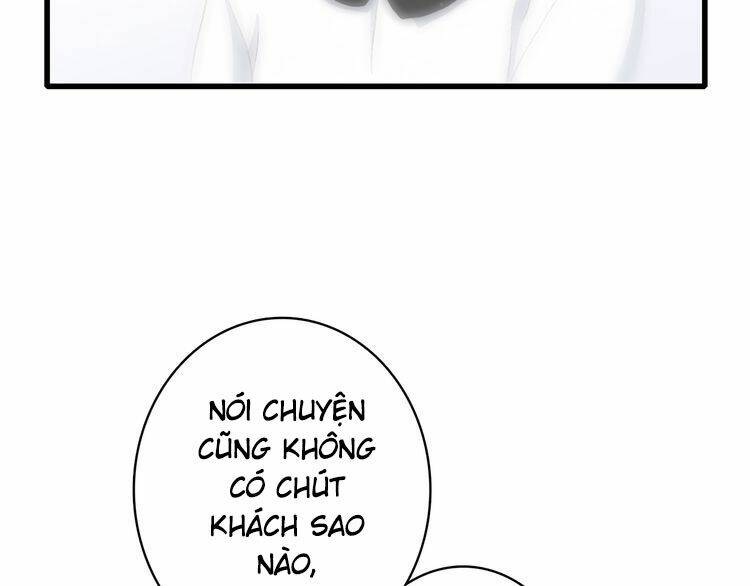 NÓI CHUYỆN
CŨNG KHÔNG
CÓ CHÚT
KHÁCH SAO
NÀO,